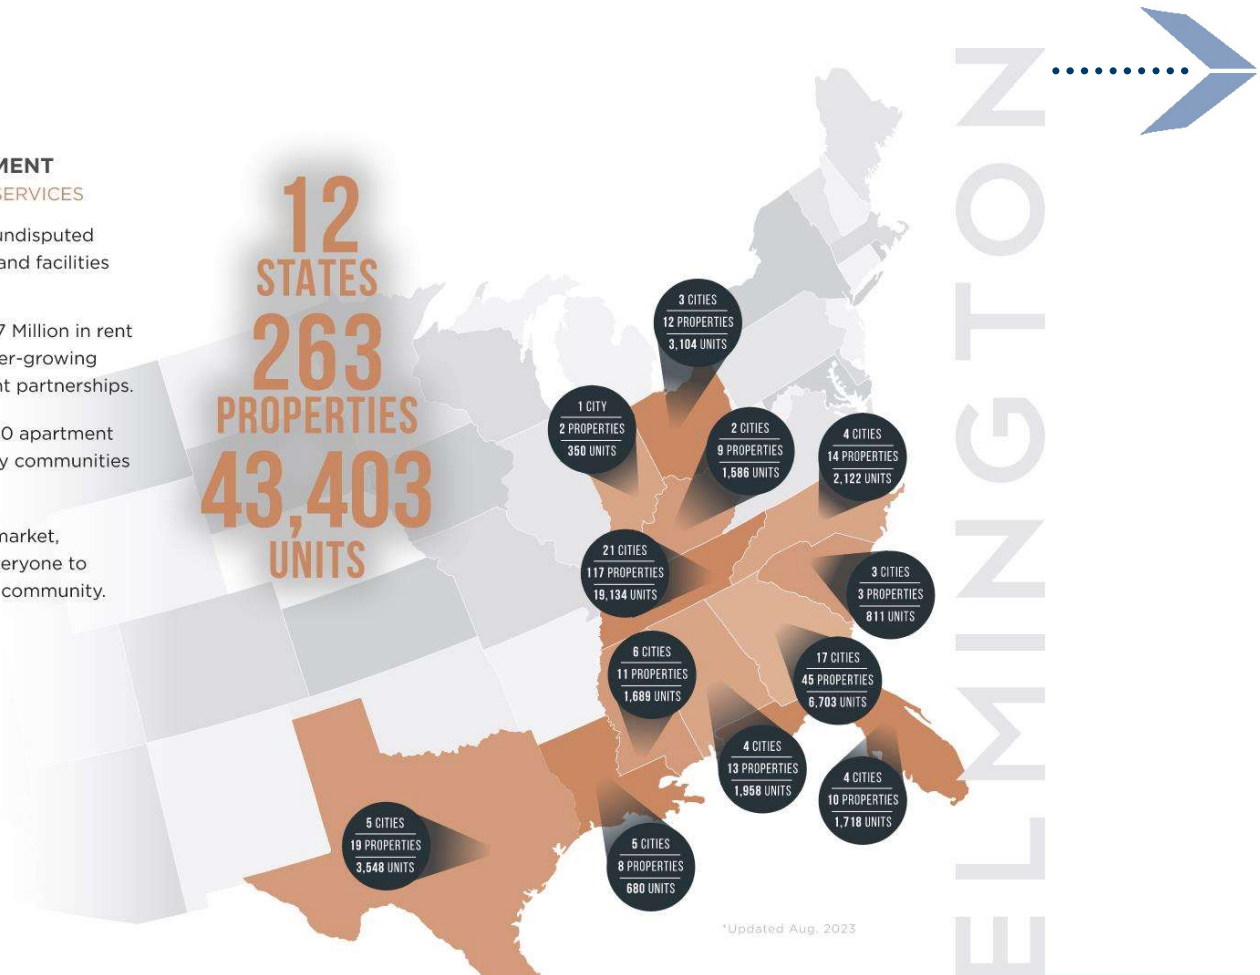 MENT
SERVICES
undisputed
and facilities
7 Million in rent
er-growing
nt partnerships.
0 apartment
y communities
market,
eryone to
community.
12
STATES
263
PROPERTIES
43,403
UNITS
3 CITIES
12 PROPERTIES
3,104 UNITS
1 CITY
2 PROPERTIES
350 UNITS
2 CITIES
9 PROPERTIES
1,586 UNITS
4 CITIES
14 PROPERTIES
2,122 UNITS
21 CITIES
117 PROPERTIES
19,134 UNITS
3 CITIES
3 PROPERTIES
811 UNITS
6 CITIES
11 PROPERTIES
1,689 UNITS
17 CITIES
45 PROPERTIES
6,703 UNITS
4 CITIES
13 PROPERTIES
1,958 UNITS
4 CITIES
10 PROPERTIES
1,718 UNITS
5 CITIES
19 PROPERTIES
3,548 UNITS
5 CITIES
8 PROPERTIES
680 UNITS
*Updated Aug. 2023
ELMINGTON